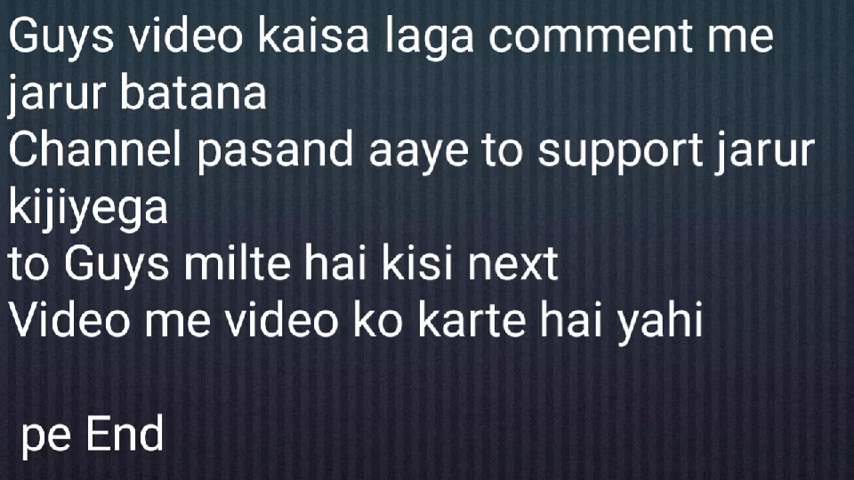 Guys video kaisa laga comment me
jarur batana
Channel pasand aaye to support jarur
kijiyega
to Guys milte hai kisi next
Video me video ko karte hai yahi
pe End